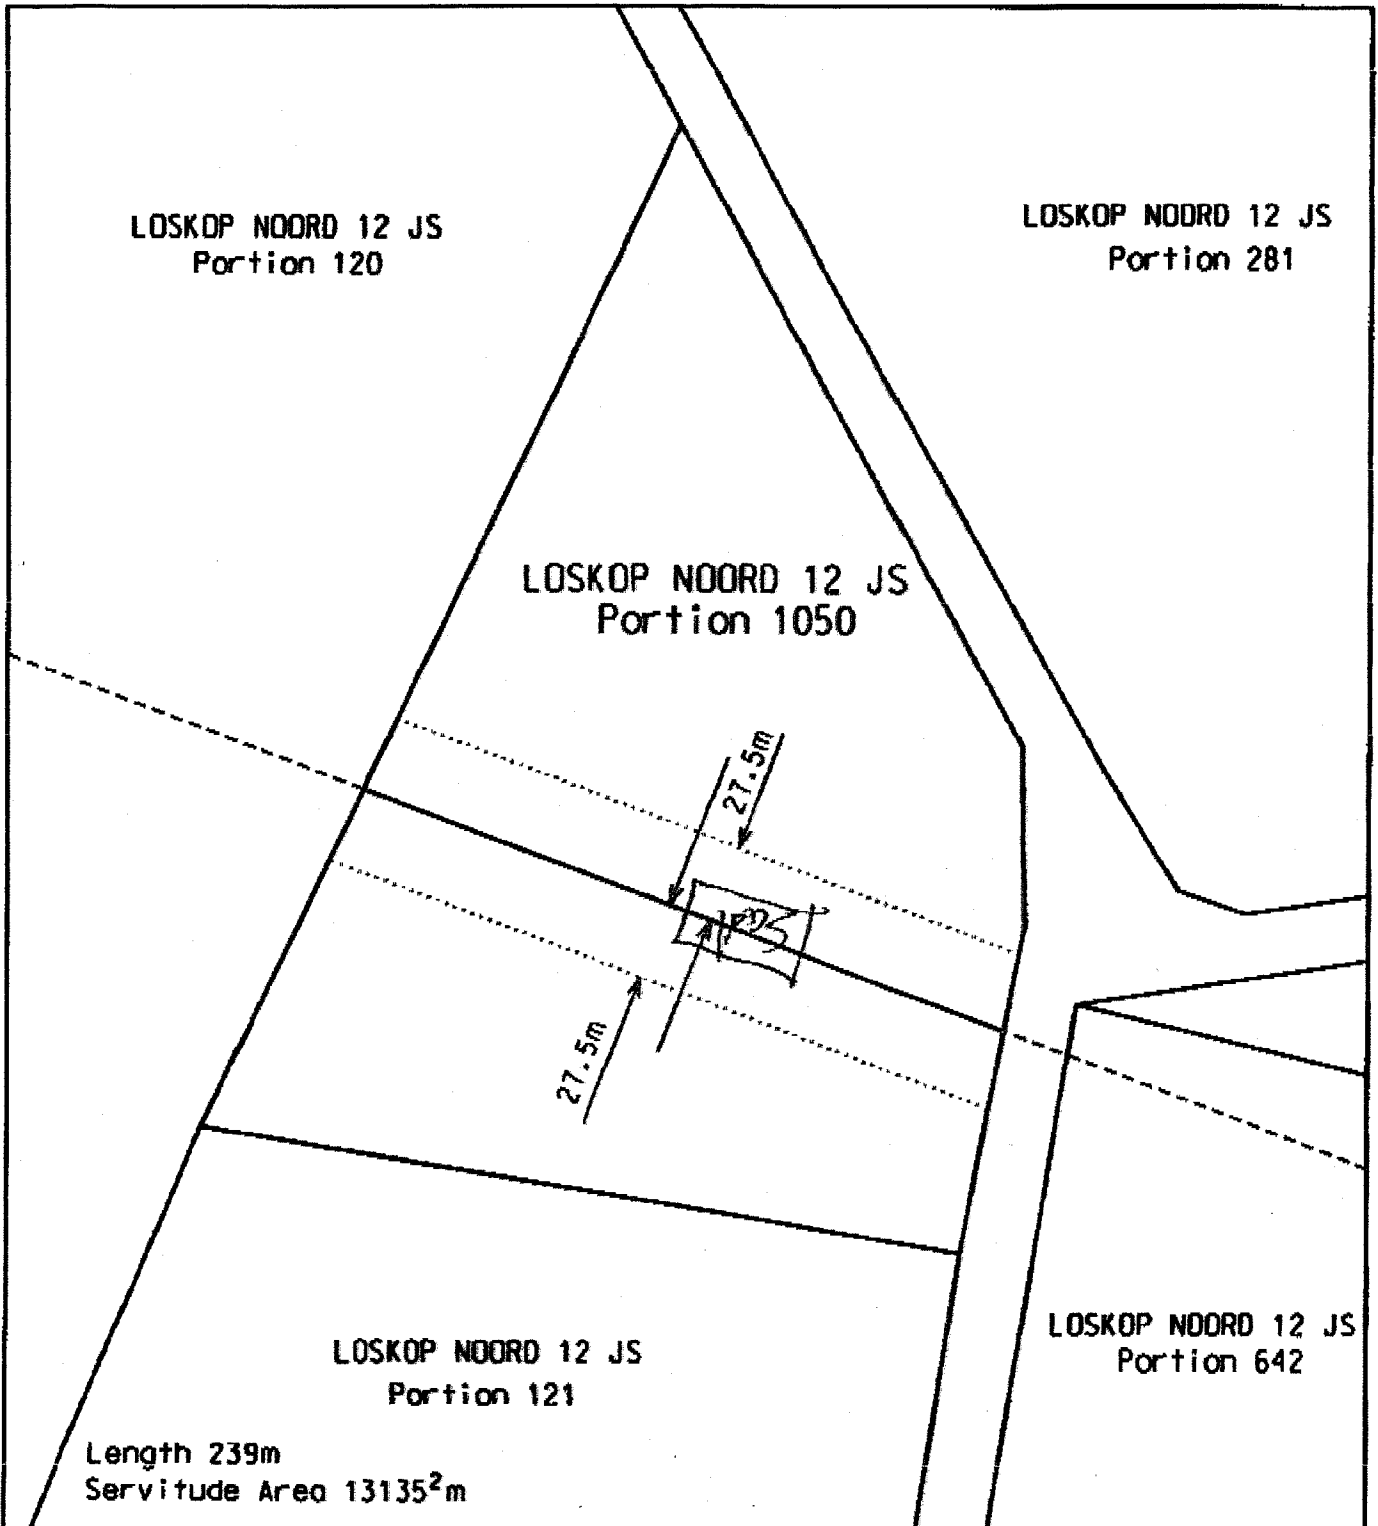 LOSKOP NOORD 12 JS
Portion 120
LOSKOP NOORD 12 JS
Portion 281
LOSKOP NOORD 12 JS
Portion 1050
27.5m
27.5m
LOSKOP NOORD 12 JS
Portion 642
LOSKOP NOORD 12 JS
Portion 121
Length 239m
Servitude Area 13135²m